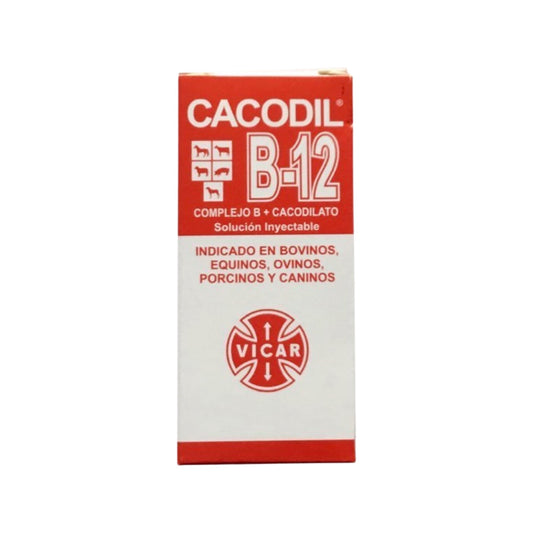 CACODIL®
B-12
COMPLEJO B + CACODILATO
Solución Inyectable
INDICADO EN BOVINOS,
EQUINOS, OVINOS,
PORCINOS Y CANINOS
VICAR